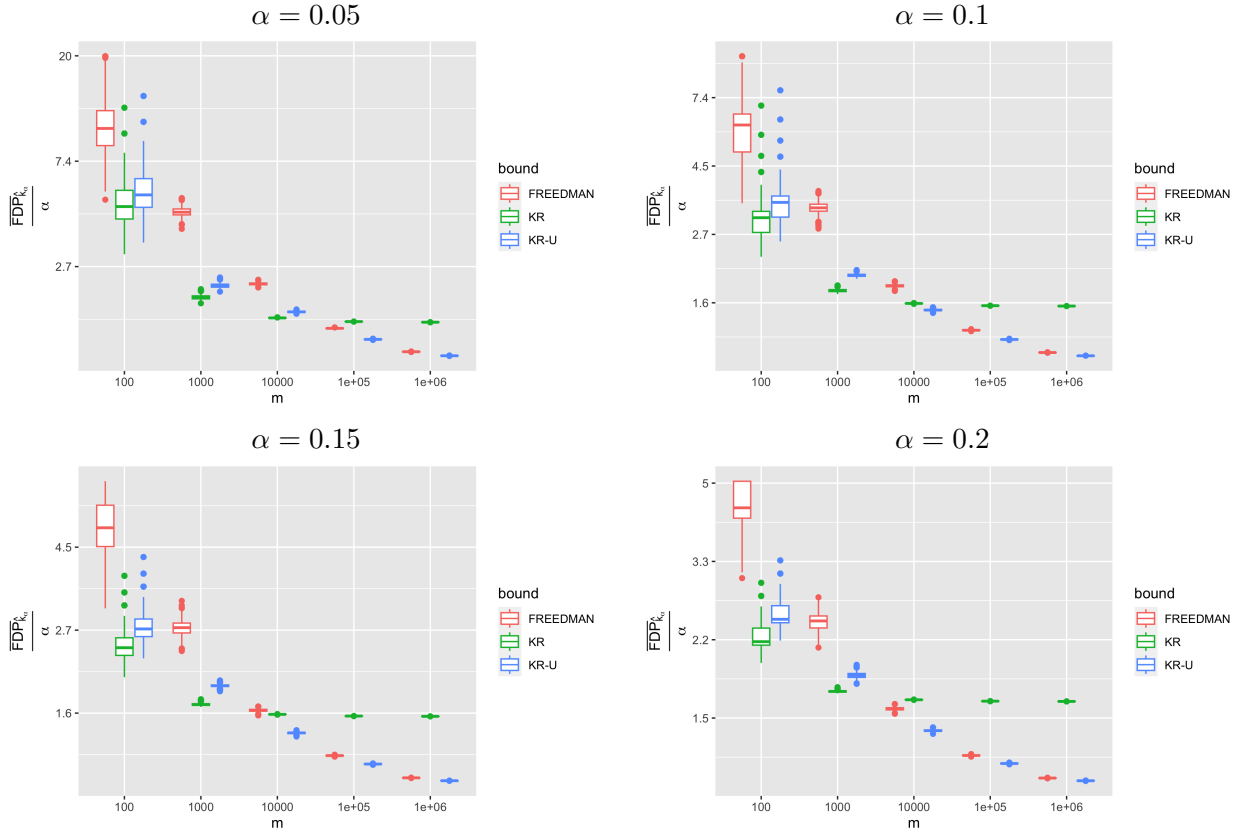 α = 0.05
20
7.4
2.7
100
1000
10000
1e+05
1e+06
m
FDP k̂α
α
bound
FREEDMAN
KR
KR-U
α = 0.1
7.4
4.5
2.7
1.6
100
1000
10000
1e+05
1e+06
m
FDP k̂α
α
bound
FREEDMAN
KR
KR-U
α = 0.15
4.5
2.7
1.6
100
1000
10000
1e+05
1e+06
m
FDP k̂α
α
bound
FREEDMAN
KR
KR-U
α = 0.2
5
3.3
2.2
1.5
100
1000
10000
1e+05
1e+06
m
FDP k̂α
α
bound
FREEDMAN
KR
KR-U